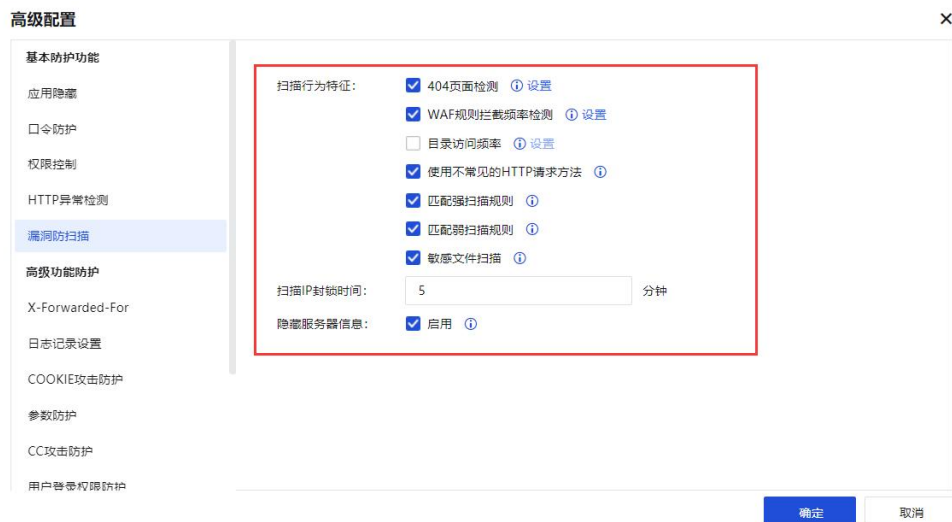 高级配置
基本防护功能
应用隐藏
口令防护
权限控制
HTTP异常检测
漏洞防扫描
高级功能防护
X-Forwarded-For
日志记录设置
COOKIE攻击防护
参数防护
CC攻击防护
用户登录权限防护
扫描行为特征：
404页面检测 设置
WAF规则拦截频率检测 设置
目录访问频率 设置
使用不常见的HTTP请求方法
匹配强扫描规则
匹配弱扫描规则
敏感文件扫描
扫描IP封锁时间： 5 分钟
隐藏服务器信息： 启用
确定 取消